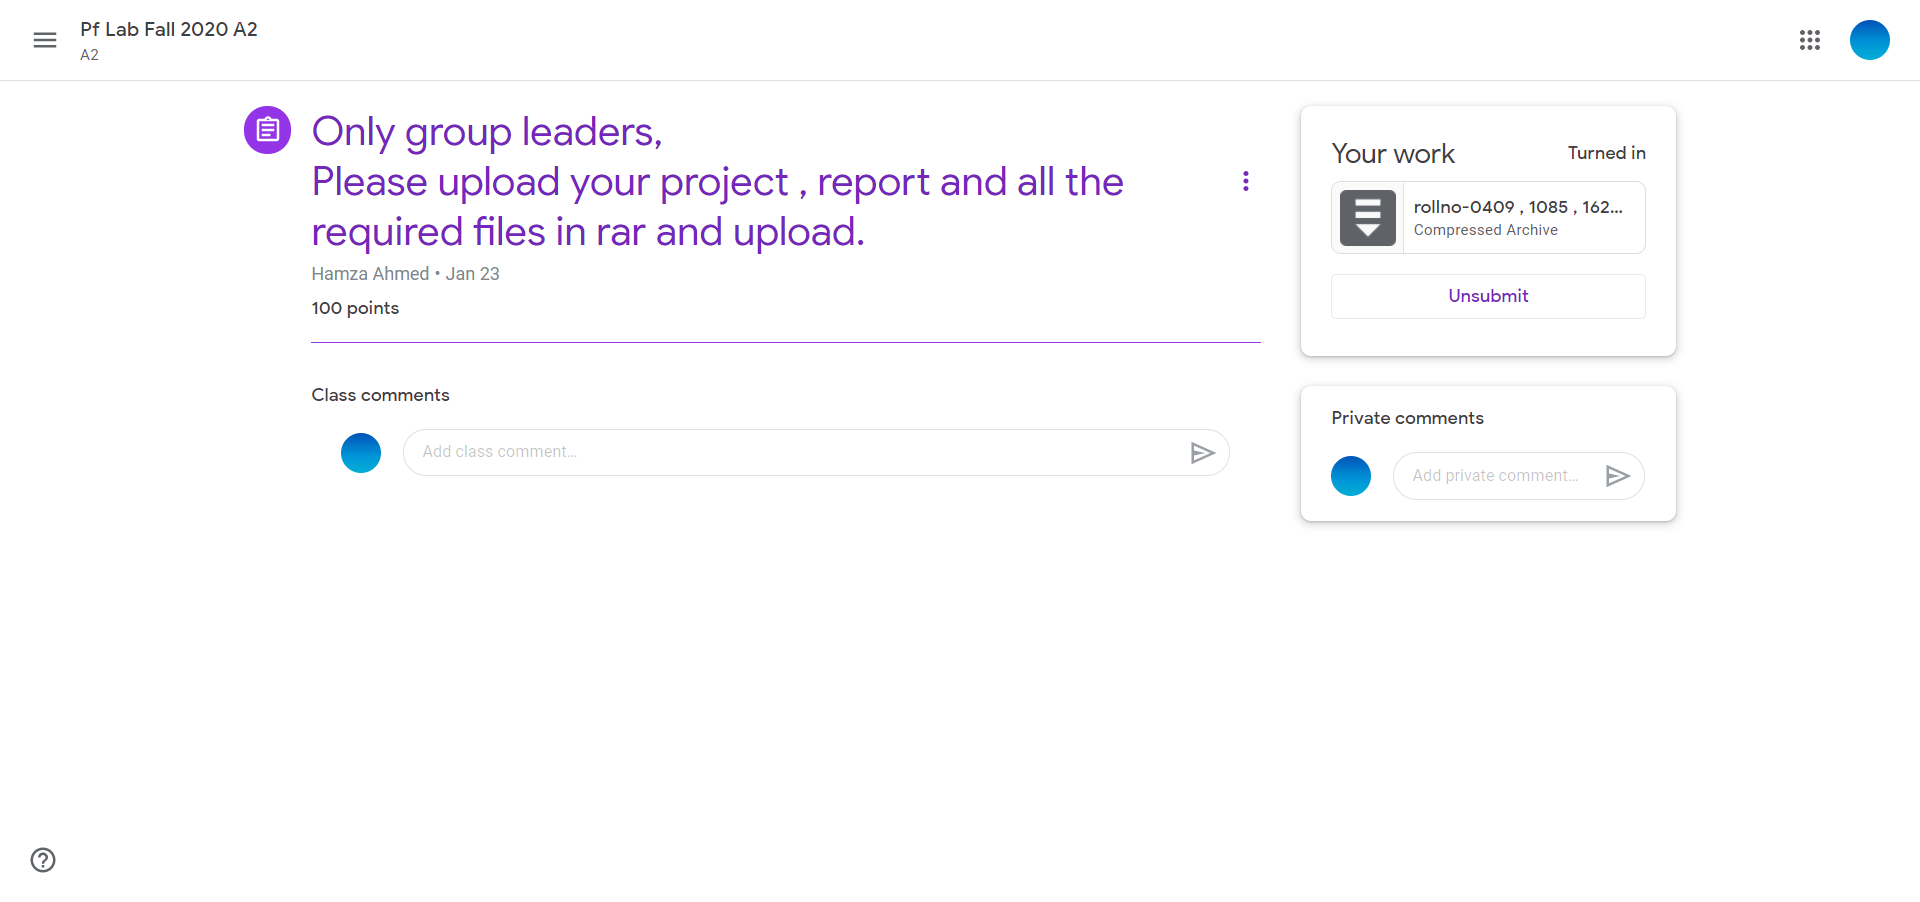 Pf Lab Fall 2020 A2
A2
Only group leaders,
Please upload your project , report and all the
required files in rar and upload.
Hamza Ahmed • Jan 23
100 points
Class comments
Add class comment...
Your work
Turned in
rollno-0409 , 1085 , 162...
Compressed Archive
Unsubmit
Private comments
Add private comment...